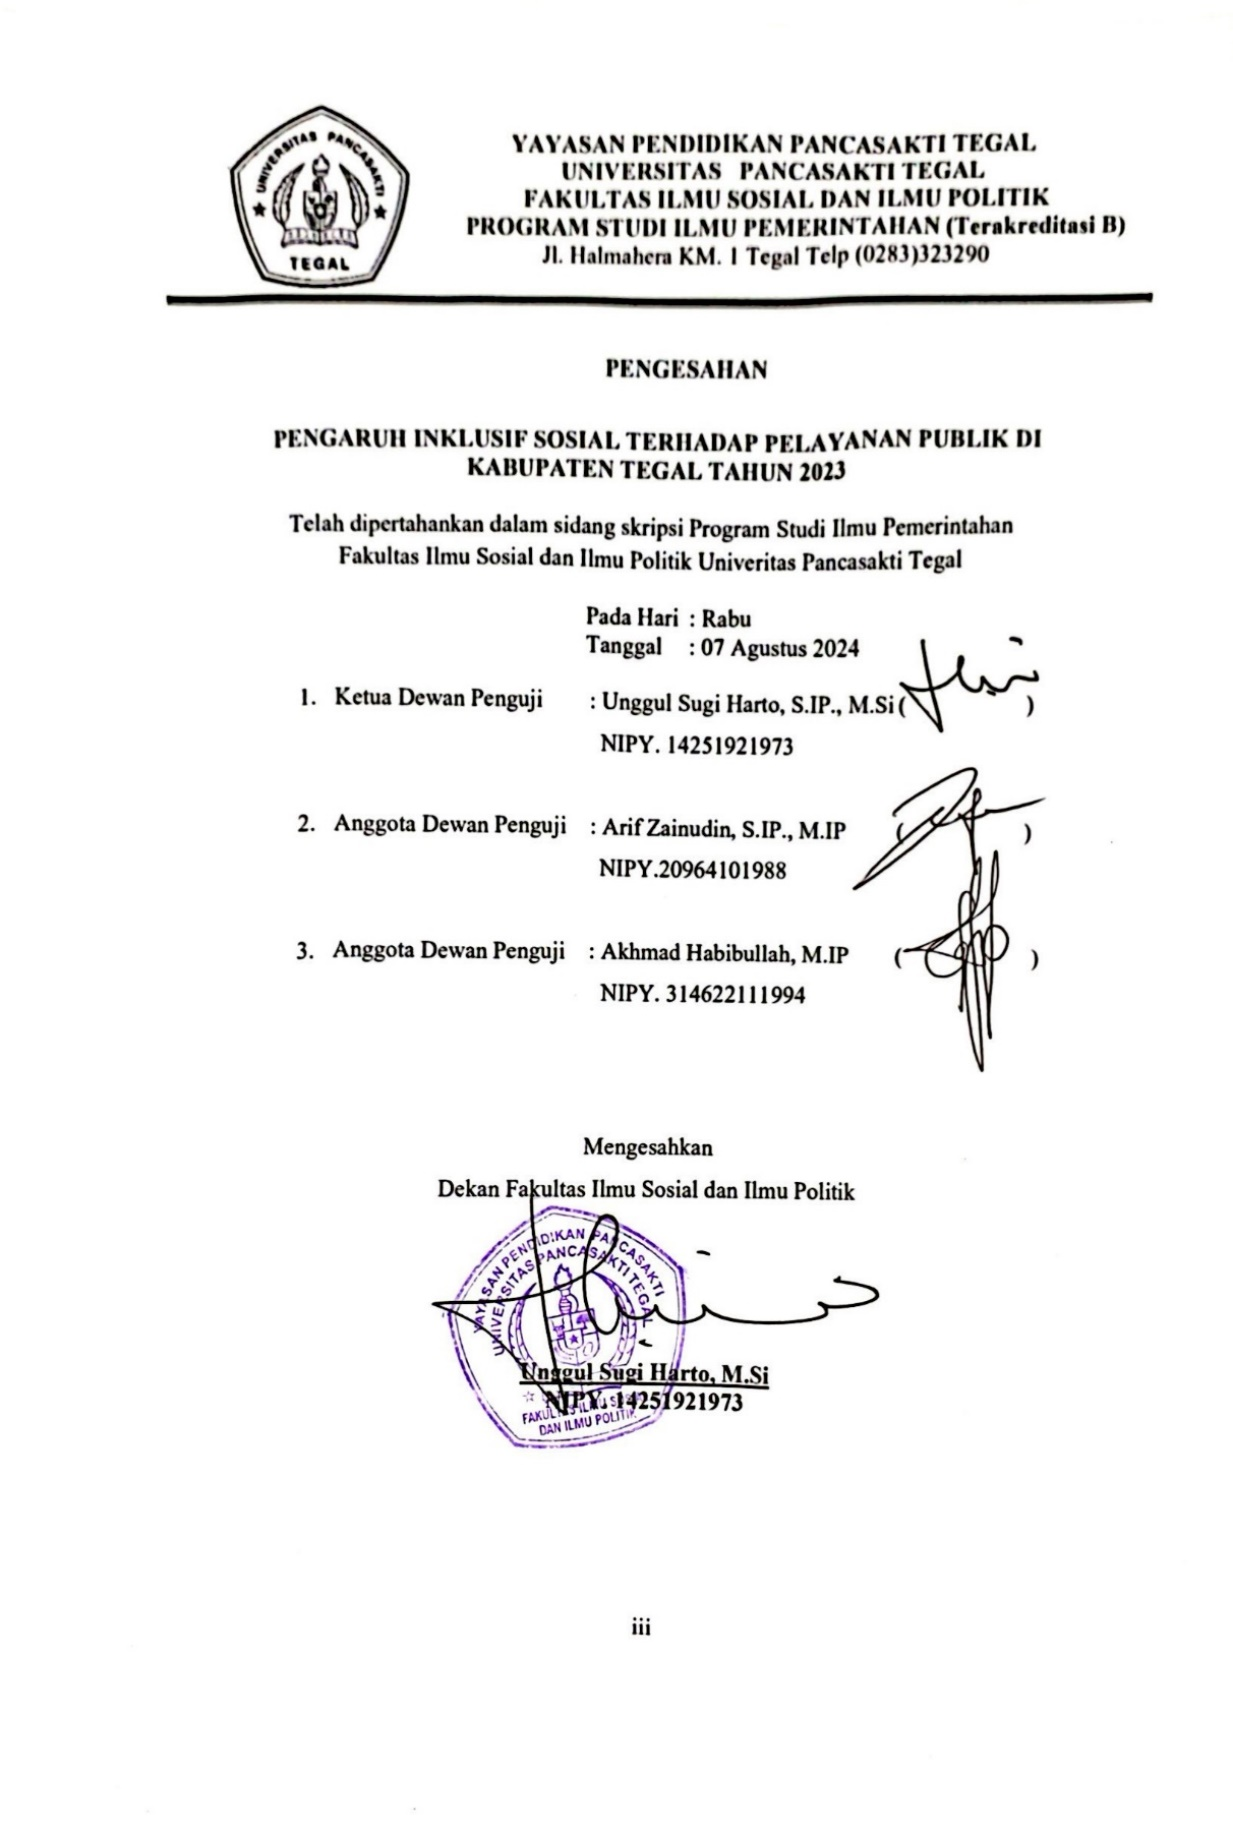 UNIVERSITAS PANCASAKTI
TEGAL
YAYASAN PENDIDIKAN PANCASAKTI TEGAL
UNIVERSITAS PANCASAKTI TEGAL
FAKULTAS ILMU SOSIAL DAN ILMU POLITIK
PROGRAM STUDI ILMU PEMERINTAHAN (Terakreditasi B)
Jl. Halmahera KM. 1 Tegal Telp (0283)323290
PENGESAHAN
PENGARUH INKLUSIF SOSIAL TERHADAP PELAYANAN PUBLIK DI
KABUPATEN TEGAL TAHUN 2023
Telah dipertahankan dalam sidang skripsi Program Studi Ilmu Pemerintahan
Fakultas Ilmu Sosial dan Ilmu Politik Univeritas Pancasakti Tegal
Pada Hari : Rabu
Tanggal : 07 Agustus 2024
1. Ketua Dewan Penguji : Unggul Sugi Harto, S.IP., M.Si ( )
NIPY. 14251921973
2. Anggota Dewan Penguji : Arif Zainudin, S.IP., M.IP ( )
NIPY.20964101988
3. Anggota Dewan Penguji : Akhmad Habibullah, M.IP ( )
NIPY. 314622111994
Mengesahkan
Dekan Fakultas Ilmu Sosial dan Ilmu Politik
YAYASAN PENDIDIKAN PANCASAKTI
UNIVERSITAS PANCASAKTI TEGAL
Unggul Sugi Harto, M.Si
NIPY. 14251921973
FAKULTAS ILMU SOSIAL
DAN ILMU POLITIK
iii